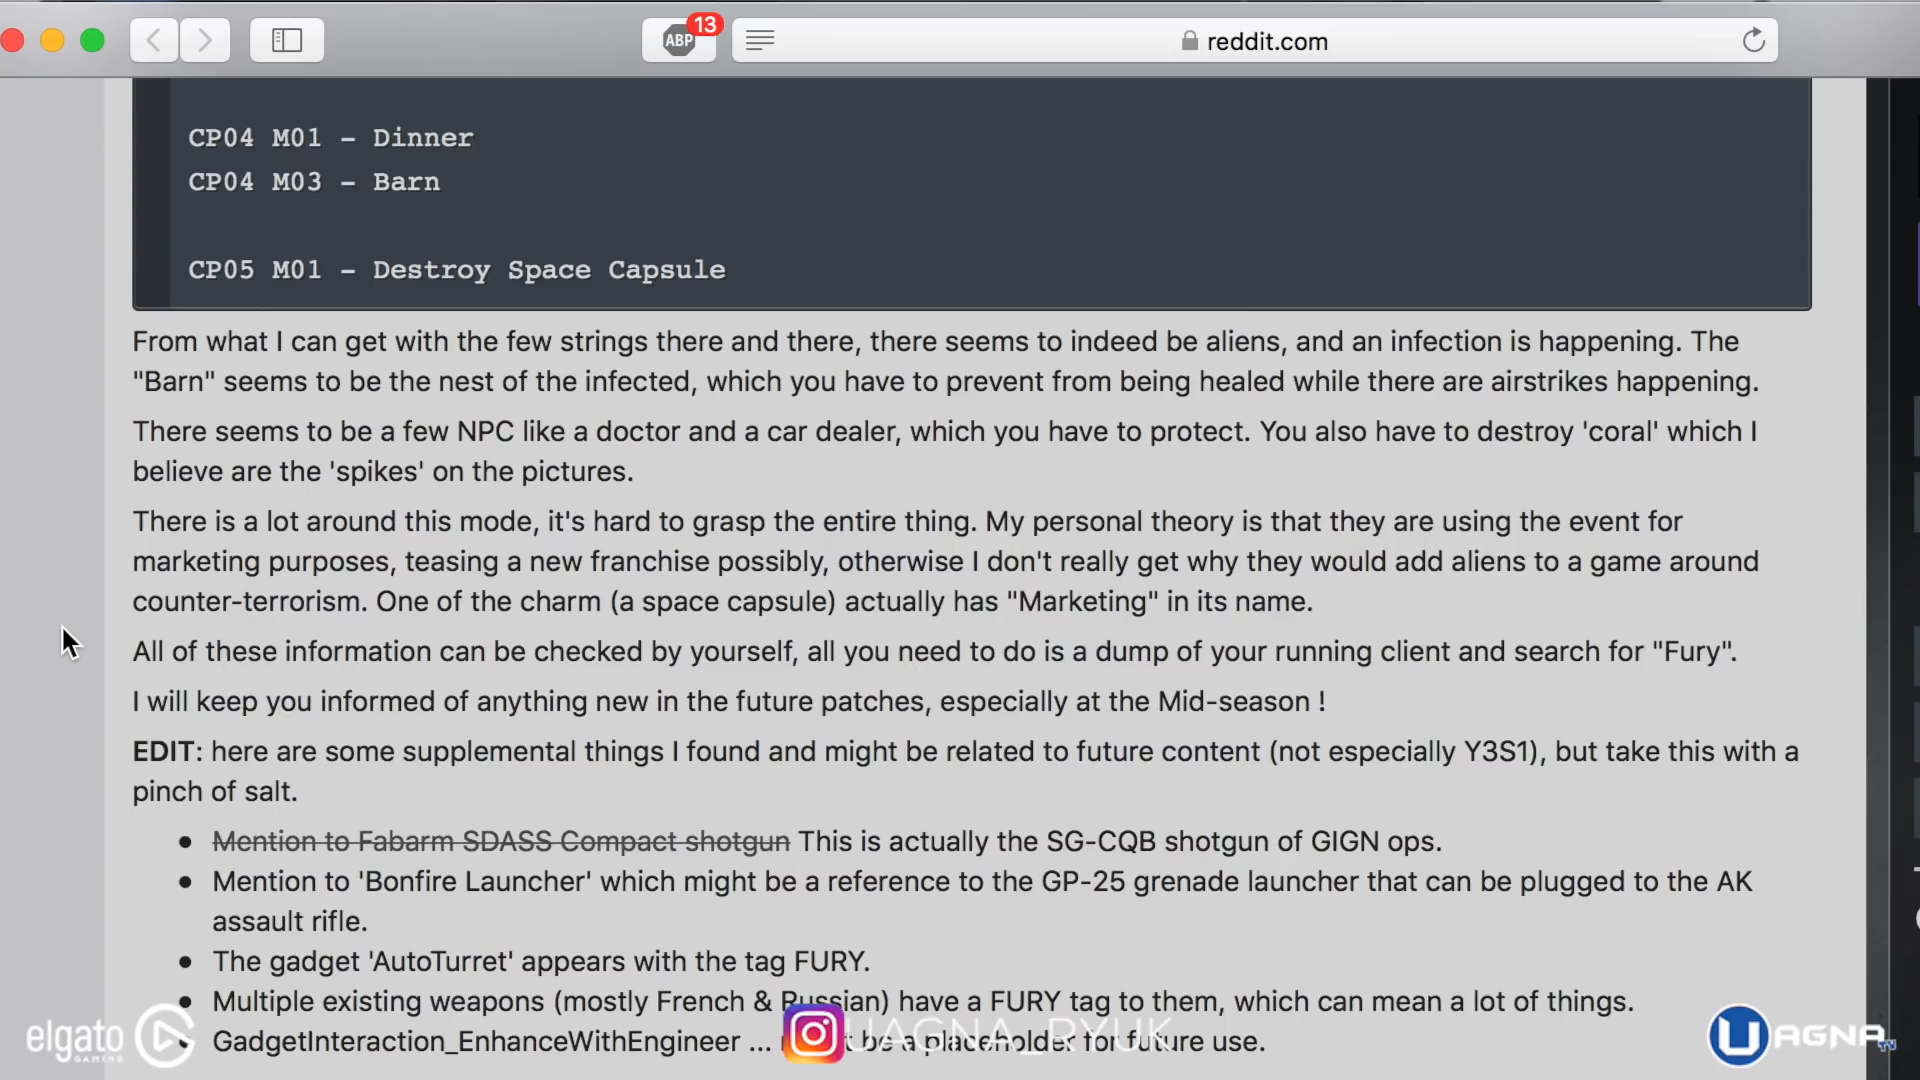 13
ABP
reddit.com
CP04 M01 - Dinner
CP04 M03 - Barn
CP05 M01 - Destroy Space Capsule
From what I can get with the few strings there and there, there seems to indeed be aliens, and an infection is happening. The
"Barn" seems to be the nest of the infected, which you have to prevent from being healed while there are airstrikes happening.
There seems to be a few NPC like a doctor and a car dealer, which you have to protect. You also have to destroy 'coral' which I
believe are the 'spikes' on the pictures.
There is a lot around this mode, it's hard to grasp the entire thing. My personal theory is that they are using the event for
marketing purposes, teasing a new franchise possibly, otherwise I don't really get why they would add aliens to a game around
counter-terrorism. One of the charm (a space capsule) actually has "Marketing" in its name.
All of these information can be checked by yourself, all you need to do is a dump of your running client and search for "Fury".
I will keep you informed of anything new in the future patches, especially at the Mid-season !
EDIT: here are some supplemental things I found and might be related to future content (not especially Y3S1), but take this with a
pinch of salt.
Mention to Fabarm SDASS Compact shotgun This is actually the SG-CQB shotgun of GIGN ops.
Mention to 'Bonfire Launcher' which might be a reference to the GP-25 grenade launcher that can be plugged to the AK
assault rifle.
The gadget 'AutoTurret' appears with the tag FURY.
Multiple existing weapons (mostly French & Russian) have a FURY tag to them, which can mean a lot of things.
GadgetInteraction_EnhanceWithEngineer ... be a placeholder for future use.
elgato
GAMING
UAGNA_RYUK
UAGNA TV